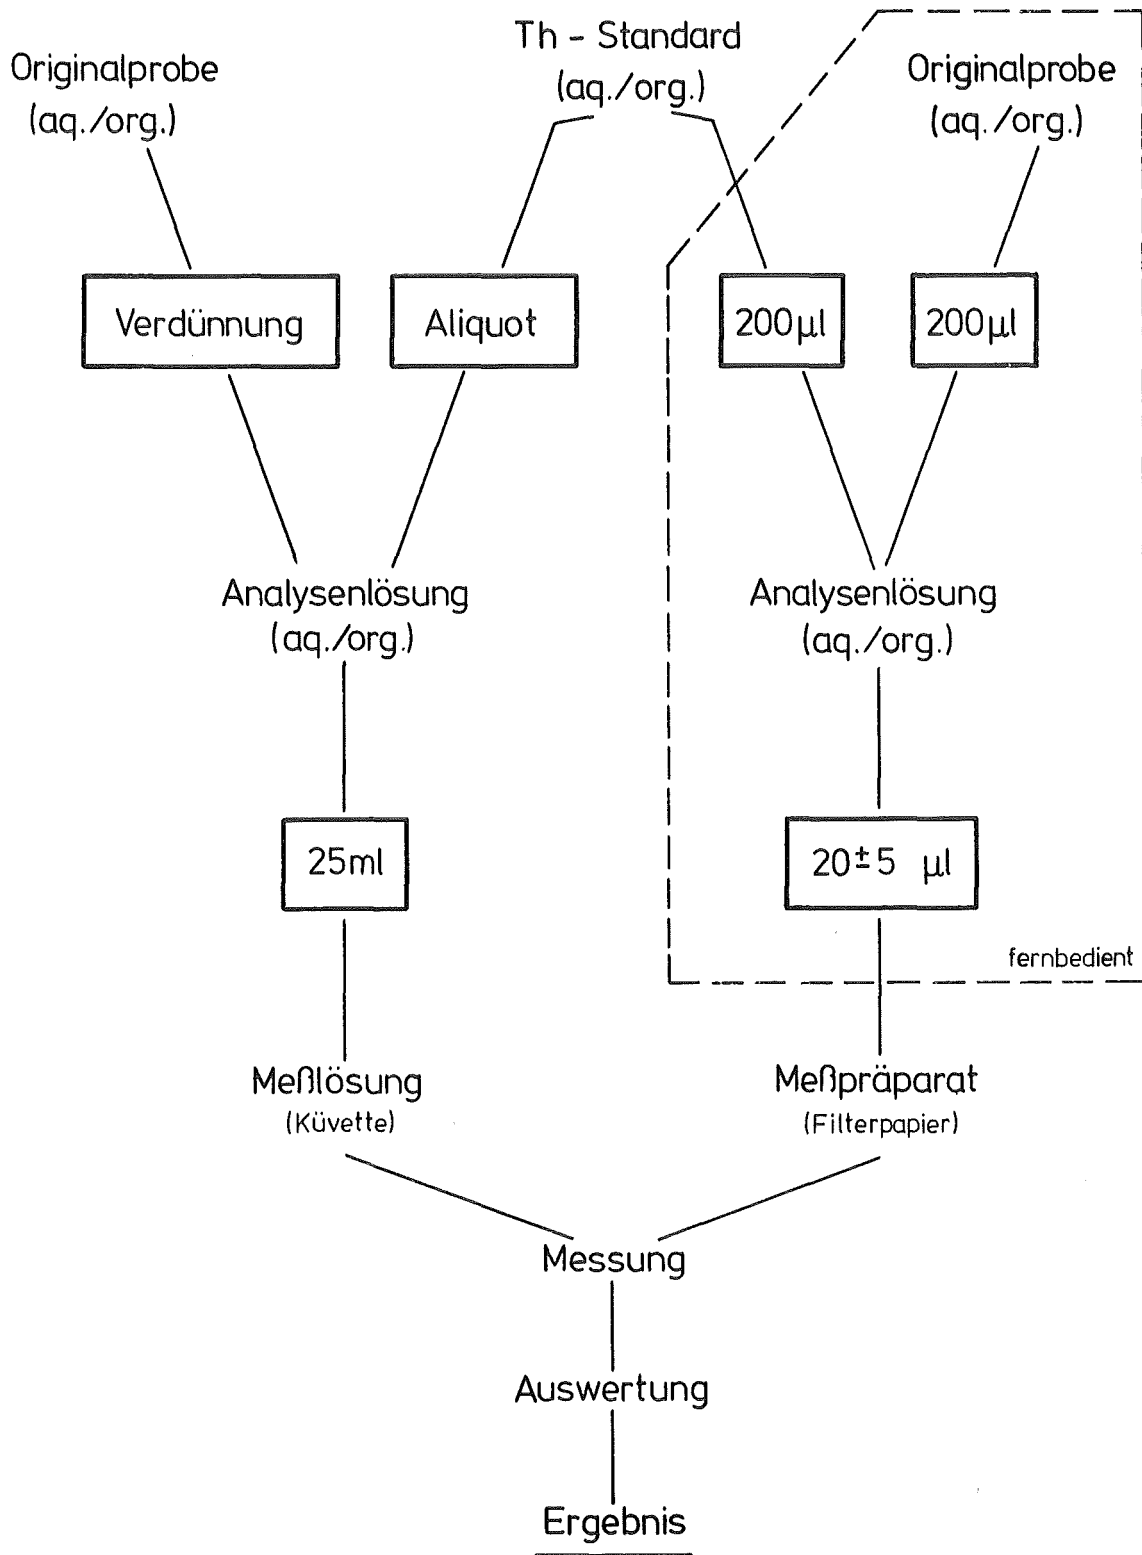 Th - Standard
(aq./org.)
Originalprobe
(aq./org.)
Originalprobe
(aq./org.)
Verdünnung
Aliquot
200µl
200µl
Analysenlösung
(aq./org.)
Analysenlösung
(aq./org.)
25ml
20±5 µl
fernbedient
Meßlösung
(Küvette)
Meßpräparat
(Filterpapier)
Messung
Auswertung
Ergebnis